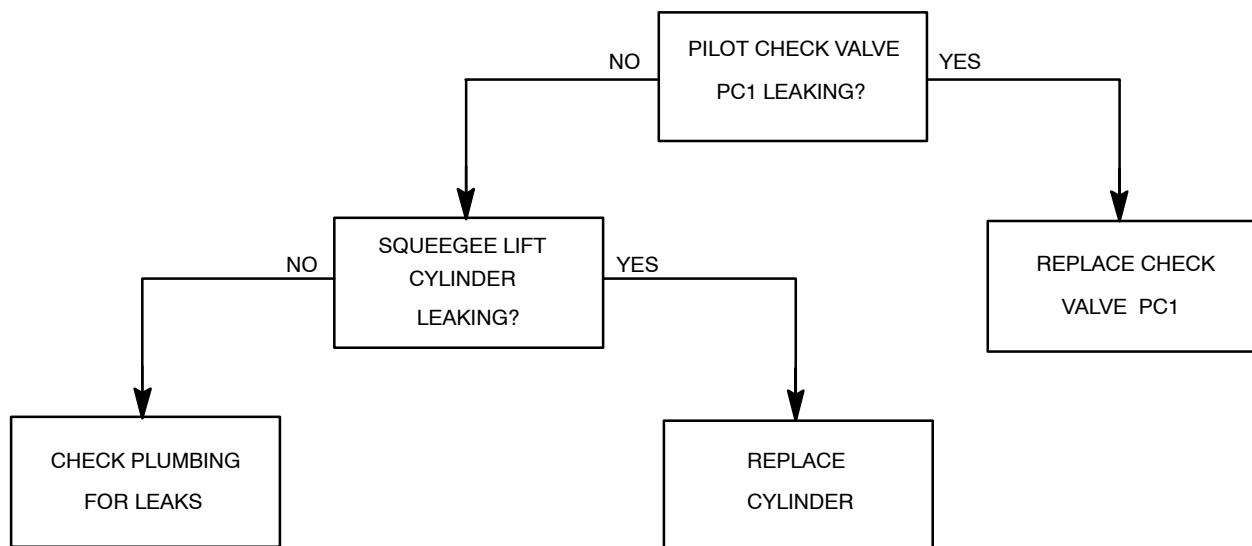 PILOT CHECK VALVE
PC1 LEAKING?
NO
YES
SQUEEGEE LIFT
CYLINDER
LEAKING?
NO
YES
REPLACE CHECK
VALVE PC1
CHECK PLUMBING
FOR LEAKS
REPLACE
CYLINDER